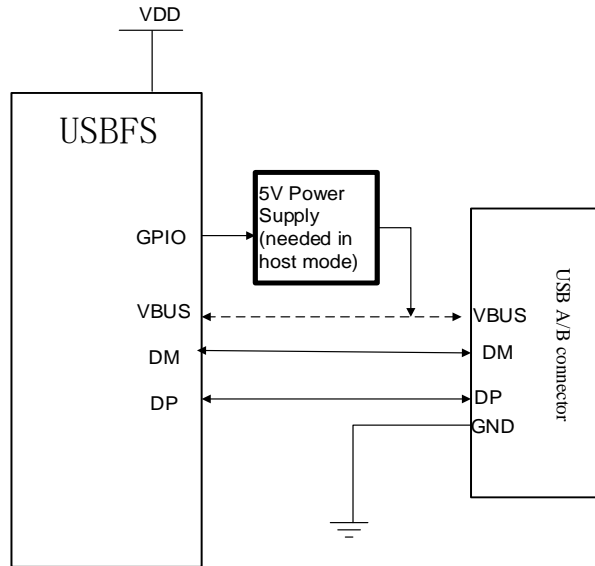 VDD
USBFS
5V Power
Supply
(needed in
host mode)
GPIO
VBUS
DM
DP
VBUS
DM
DP
GND
USB A/B connector